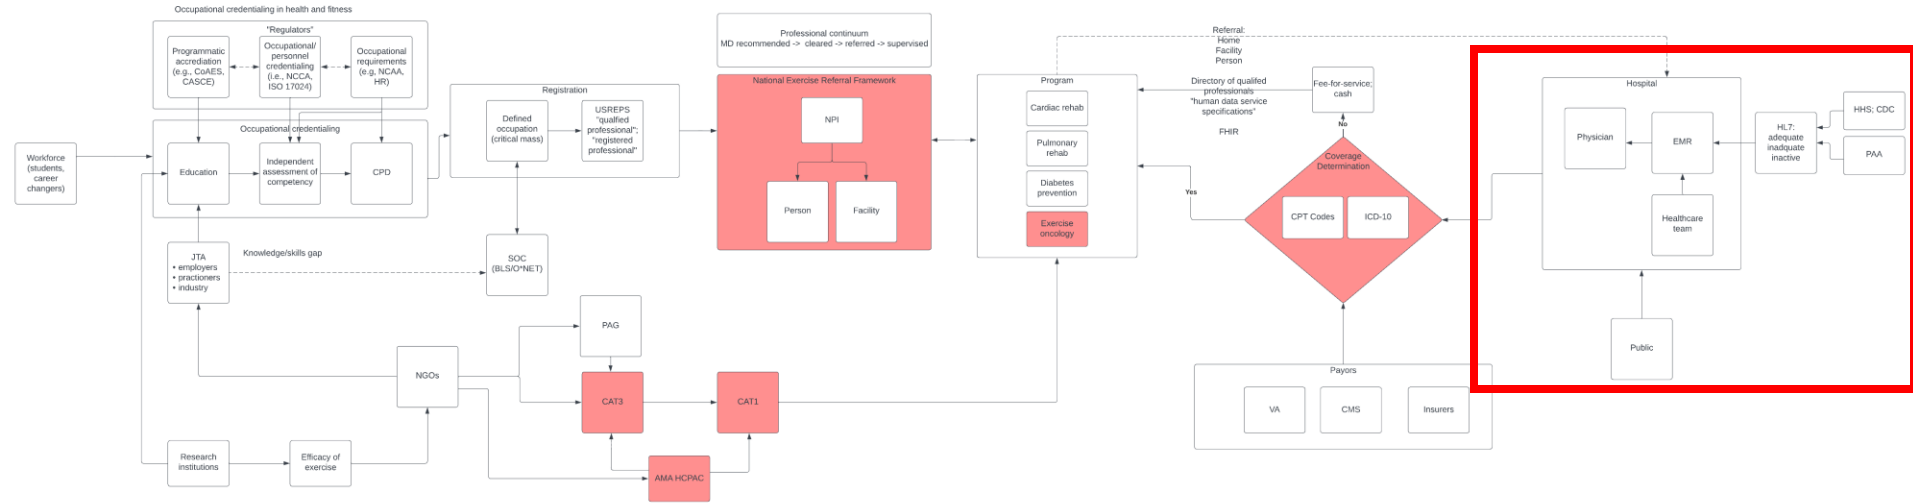 Occupational credentialing in health and fitness
"Regulators"
Programmatic
accrediation
(e.g., CoAES,
CASCE)
Occupational/
personnel
credentialing
(i.e., NCCA,
ISO 17024)
Occupational
requirements
(e.g, NCAA,
HR)
Occupational credentialing
Workforce
(students,
career
changers)
Education
Independent
assessment of
competency
CPD
JTA
• employers
• practioners
• industry
Knowledge/skills gap
Registration
Defined
occupation
(critical mass)
USREPS
"qualfied
professional";
"registered
professional"
SOC
(BLS/O*NET)
Professional continuum
MD recommended -> cleared -> referred -> supervised
National Exercise Referral Framework
NPI
Person
Facility
Program
Cardiac rehab
Pulmonary
rehab
Diabetes
prevention
Exercise
oncology
Referral:
Home
Facility
Person
Directory of qualifed
professionals
"human data service
specifications"
FHIR
Fee-for-service;
cash
No
Yes
Coverage
Determination
CPT Codes
ICD-10
Hospital
Physician
EMR
Healthcare
team
HL7:
adequate
inadquate
inactive
HHS; CDC
PAA
Public
Payors
VA
CMS
Insurers
PAG
NGOs
CAT3
CAT1
AMA HCPAC
Research
institutions
Efficacy of
exercise